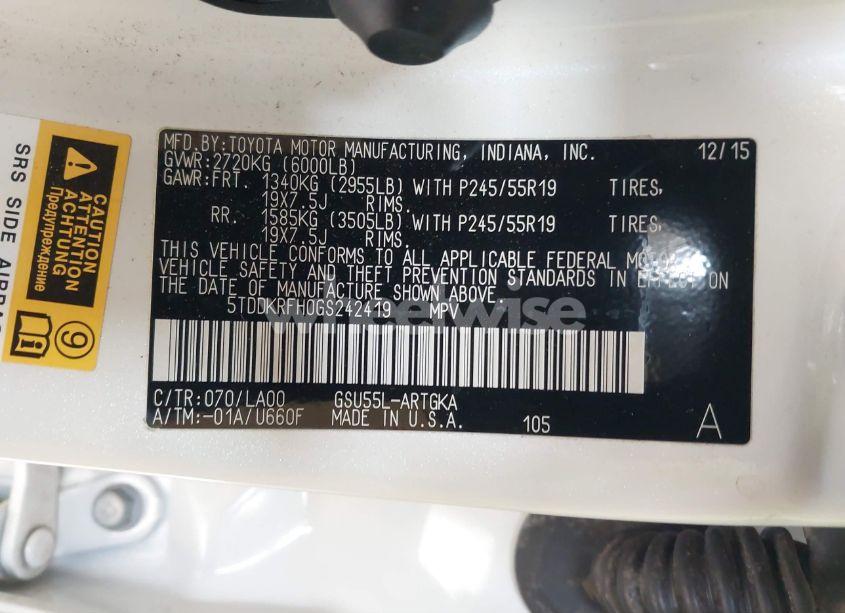 MFD.BY:TOYOTA MOTOR MANUFACTURING, INDIANA, INC. 12/15
GVWR:2720KG (6000LB)
GAWR:FRT. 1340KG (2955LB) WITH P245/55R19 TIRES,
19X7.5J RIMS.
RR. 1585KG (3505LB) WITH P245/55R19 TIRES,
19X7.5J RIMS.
THIS VEHICLE CONFORMS TO ALL APPLICABLE FEDERAL
VEHICLE SAFETY AND THEFT PREVENTION STANDARDS IN EFFECT ON
THE DATE OF MANUFACTURE SHOWN ABOVE.
5TDDKRFH0GS242419 MPV
wheelwise
C/TR:070/LA00 GSU55L-ARTGKA
A/TM:-01A/U660F MADE IN U.S.A. 105 A
SRS SIDE
CAUTION
ATTENTION
ACHTUNG
Предупреждение